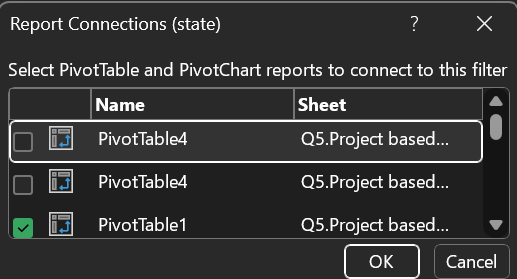 Report Connections (state)
?
Select PivotTable and PivotChart reports to connect to this filter
Name Sheet
PivotTable4 Q5.Project based...
PivotTable4 Q5.Project based...
PivotTable1 Q5.Project based...
OK Cancel